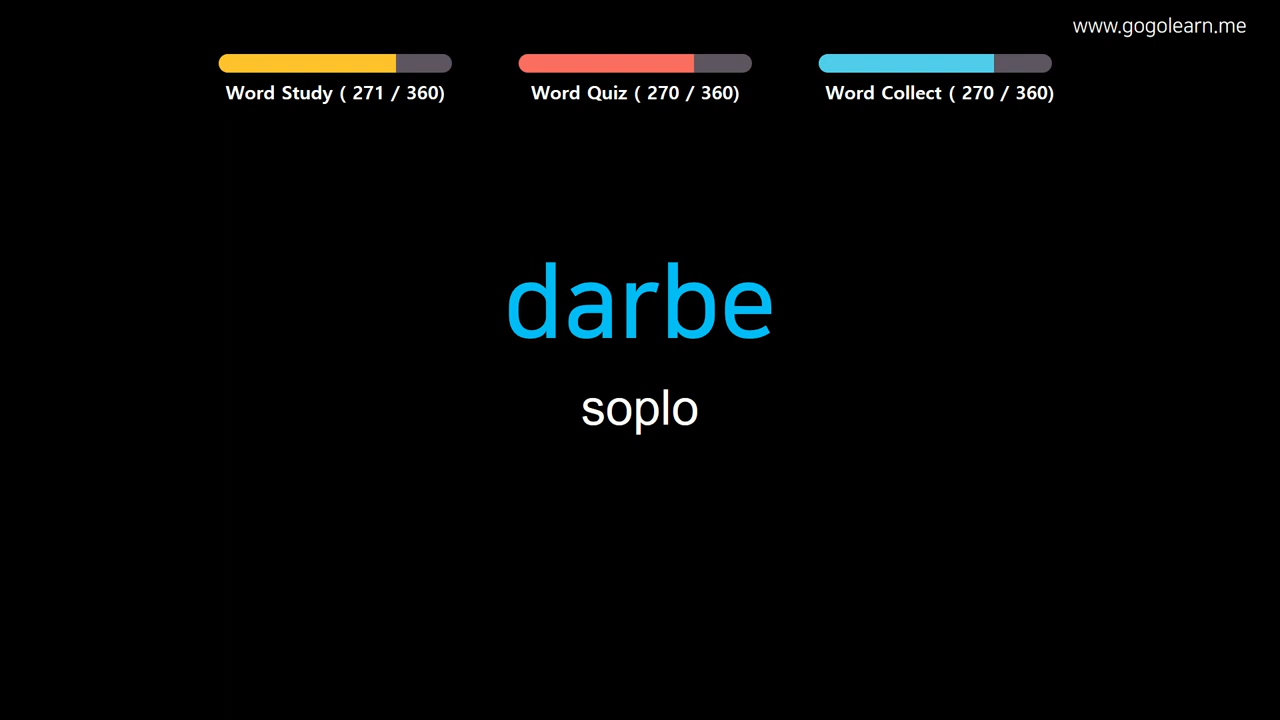 www.gogolearn.me
Word Study ( 271 / 360)
Word Quiz ( 270 / 360)
Word Collect ( 270 / 360)
darbe
soplo